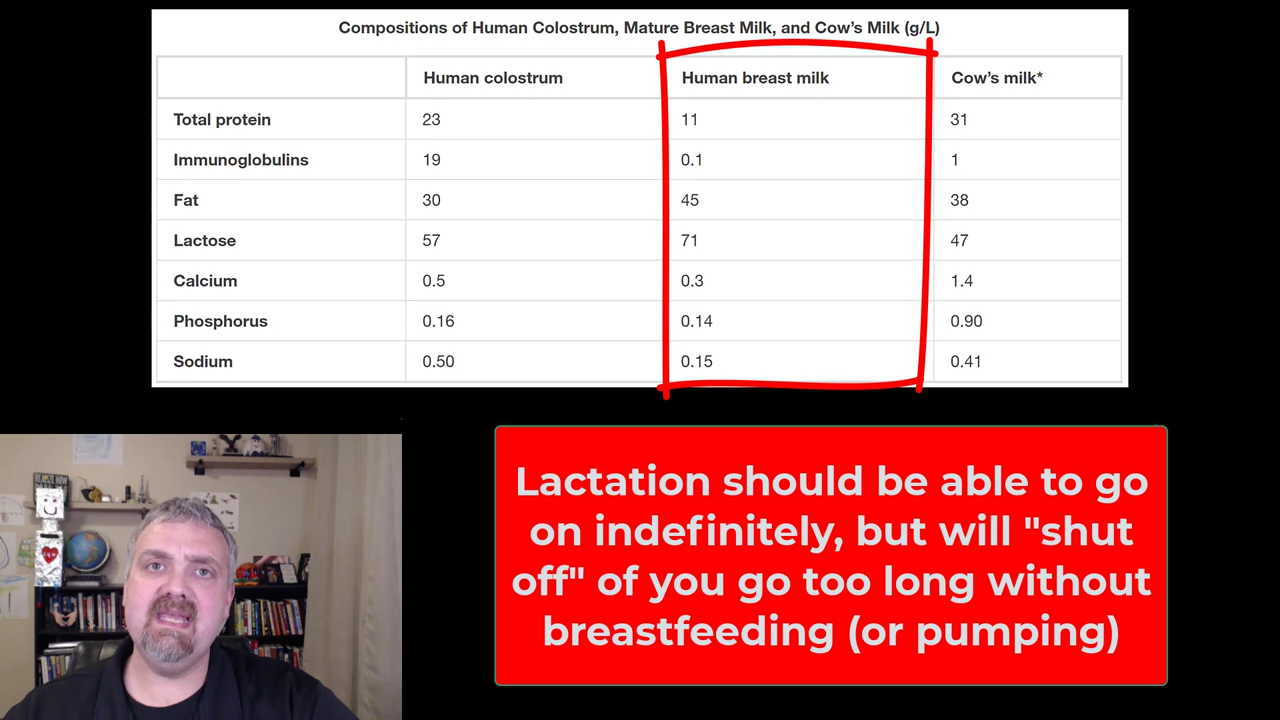 Compositions of Human Colostrum, Mature Breast Milk, and Cow's Milk (g/L)
Human colostrum Human breast milk Cow's milk*
Total protein 23 11 31
Immunoglobulins 19 0.1 1
Fat 30 45 38
Lactose 57 71 47
Calcium 0.5 0.3 1.4
Phosphorus 0.16 0.14 0.90
Sodium 0.50 0.15 0.41
Lactation should be able to go
on indefinitely, but will "shut
off" of you go too long without
breastfeeding (or pumping)